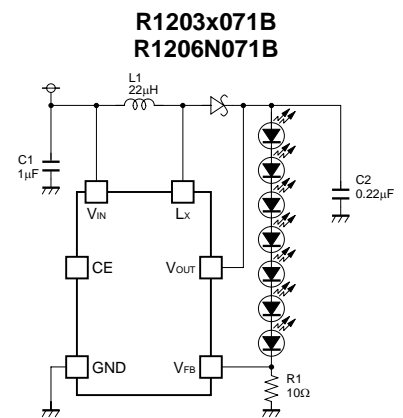 R1203x071B
R1206N071B
L1
22μH
C1
1μF
C2
0.22μF
VIN
LX
CE
VOUT
GND
VFB
R1
10Ω